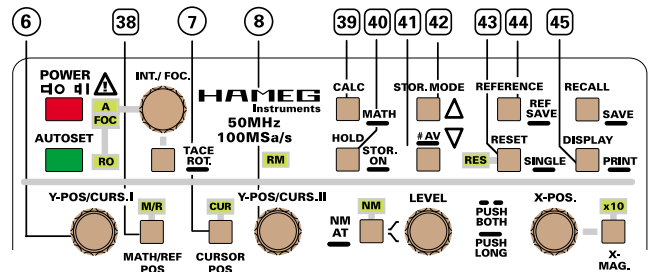 6 38 7 8 39 40 41 42 43 44 45
POWER
INT./ FOC.
HAMEG
Instruments
50MHz
100MSa/s
CALC
STOR. MODE
REFERENCE
RECALL
A
FOC
MATH
REF
SAVE
SAVE
AUTOSET
HOLD
# AV
RESET
DISPLAY
RO
TACE
ROT.
RM
STOR.
ON
RES
SINGLE
PRINT
Y-POS/CURS.I
M/R
CUR
Y-POS/CURS.II
NM
LEVEL
X-POS.
x10
NM
AT
PUSH
BOTH
PUSH
LONG
MATH/REF
POS
CURSOR
POS
X-
MAG.